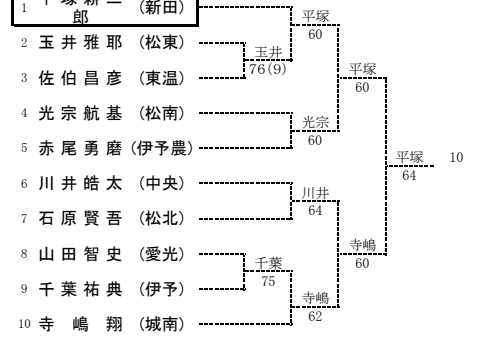 1 平塚新二郎 （新田）
2 玉井雅耶 （松東）
3 佐伯昌彦 （東温）
4 光宗航基 （松南）
5 赤尾勇磨（伊予農）
6 川井皓太 （中央）
7 石原賢吾 （松北）
8 山田智史 （愛光）
9 千葉祐典 （伊予）
10 寺嶋翔 （城南）
玉井
76(9)
千葉
75
平塚
60
光宗
60
川井
64
寺嶋
62
平塚
60
寺嶋
60
平塚
64
10